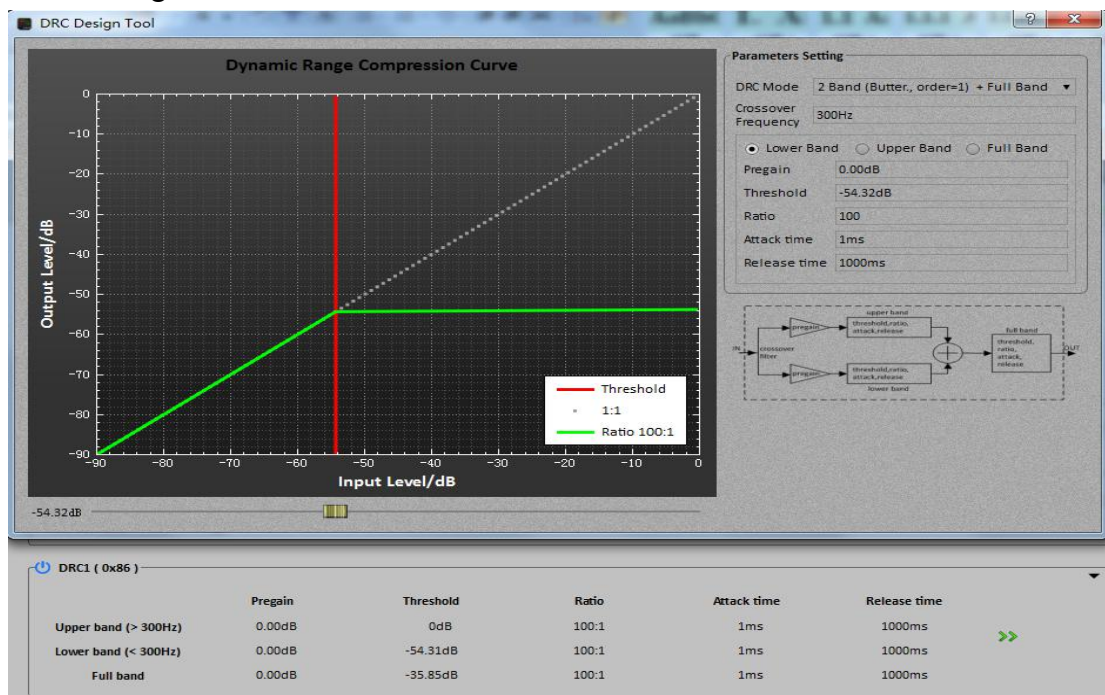 DRC Design Tool
Dynamic Range Compression Curve
Output Level/dB
0
-10
-20
-30
-40
-50
-60
-70
-80
-90
-90 -80 -70 -60 -50 -40 -30 -20 -10 0
Input Level/dB
Threshold
1:1
Ratio 100:1
-54.32dB
Parameters Setting
DRC Mode 2 Band (Butter., order=1) + Full Band
Crossover Frequency 300Hz
Lower Band Upper Band Full Band
Pregain 0.00dB
Threshold -54.32dB
Ratio 100
Attack time 1ms
Release time 1000ms
IN
crossover
filter
pregain
upper band
threshold,ratio,
attack,release
pregain
threshold,ratio,
attack,release
lower band
full band
threshold,
ratio,
attack,
release
OUT
DRC1 ( 0x86 )
Pregain Threshold Ratio Attack time Release time
Upper band (> 300Hz) 0.00dB 0dB 100:1 1ms 1000ms
Lower band (< 300Hz) 0.00dB -54.31dB 100:1 1ms 1000ms
Full band 0.00dB -35.85dB 100:1 1ms 1000ms